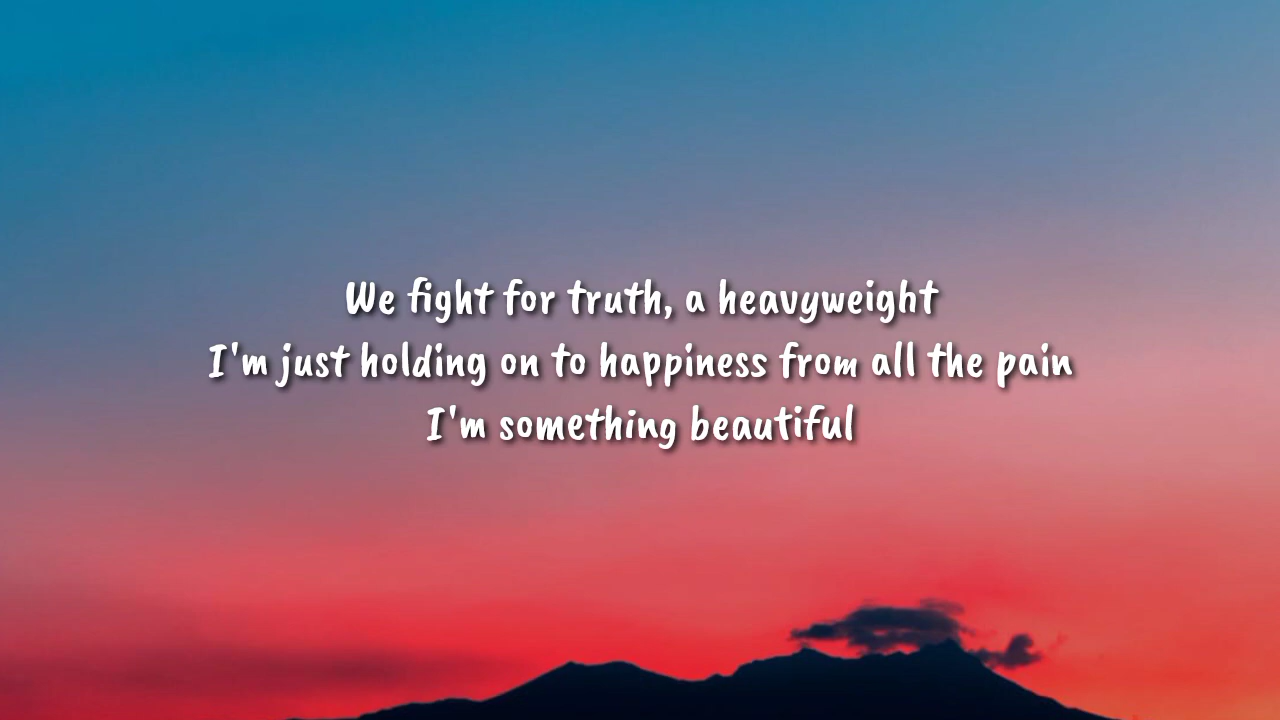 We fight for truth, a heavyweight
I'm just holding on to happiness from all the pain
I'm something beautiful